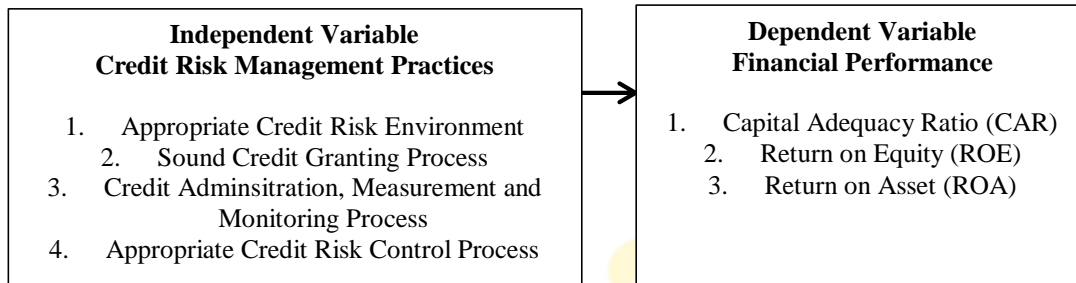 Independent Variable
Credit Risk Management Practices
1. Appropriate Credit Risk Environment
2. Sound Credit Granting Process
3. Credit Adminsitration, Measurement and
Monitoring Process
4. Appropriate Credit Risk Control Process
Dependent Variable
Financial Performance
1. Capital Adequacy Ratio (CAR)
2. Return on Equity (ROE)
3. Return on Asset (ROA)